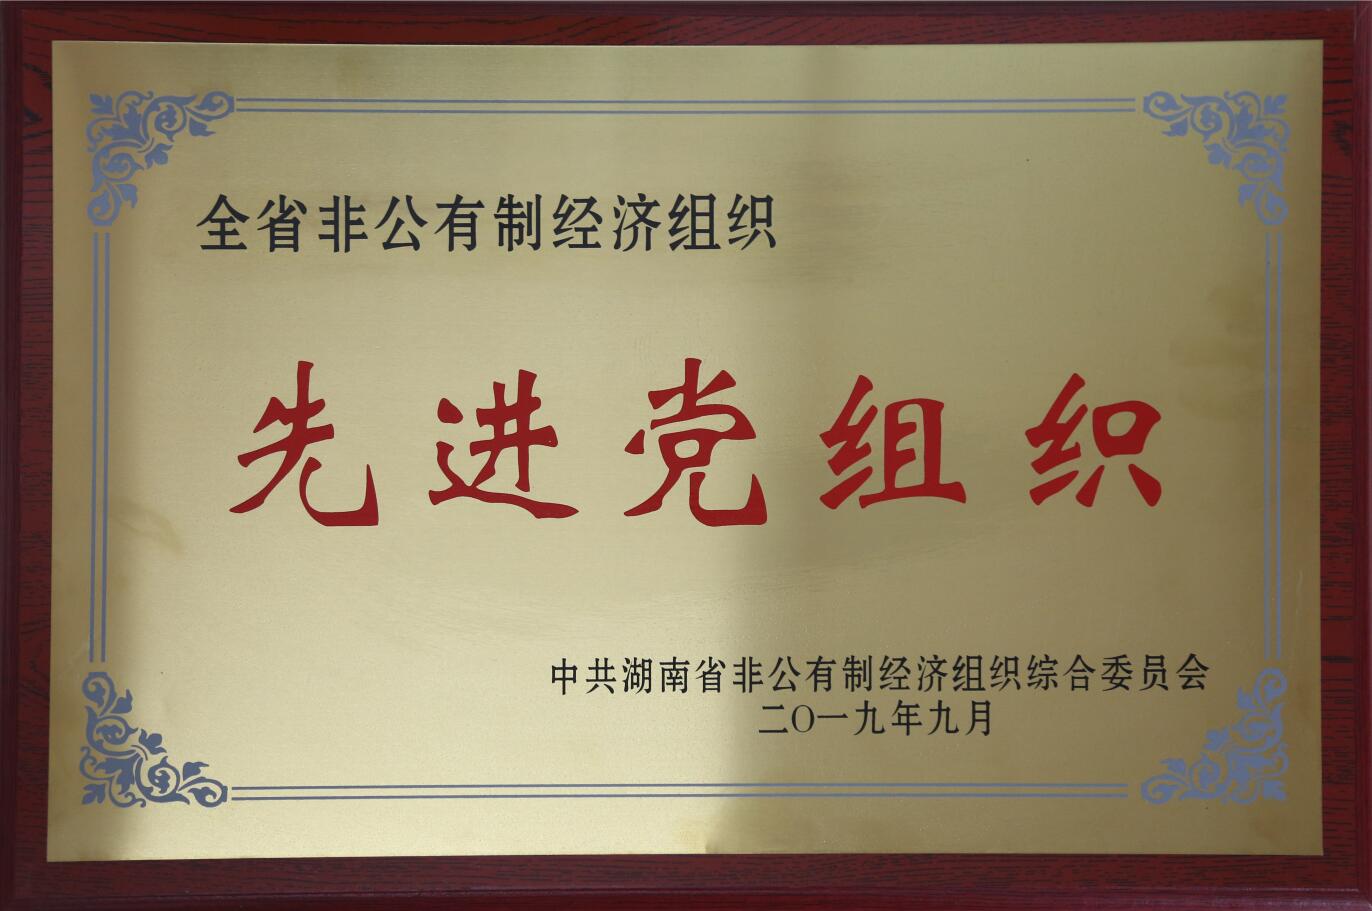 全省非公有制经济组织
先进党组织
中共湖南省非公有制经济组织综合委员会
二〇一九年九月